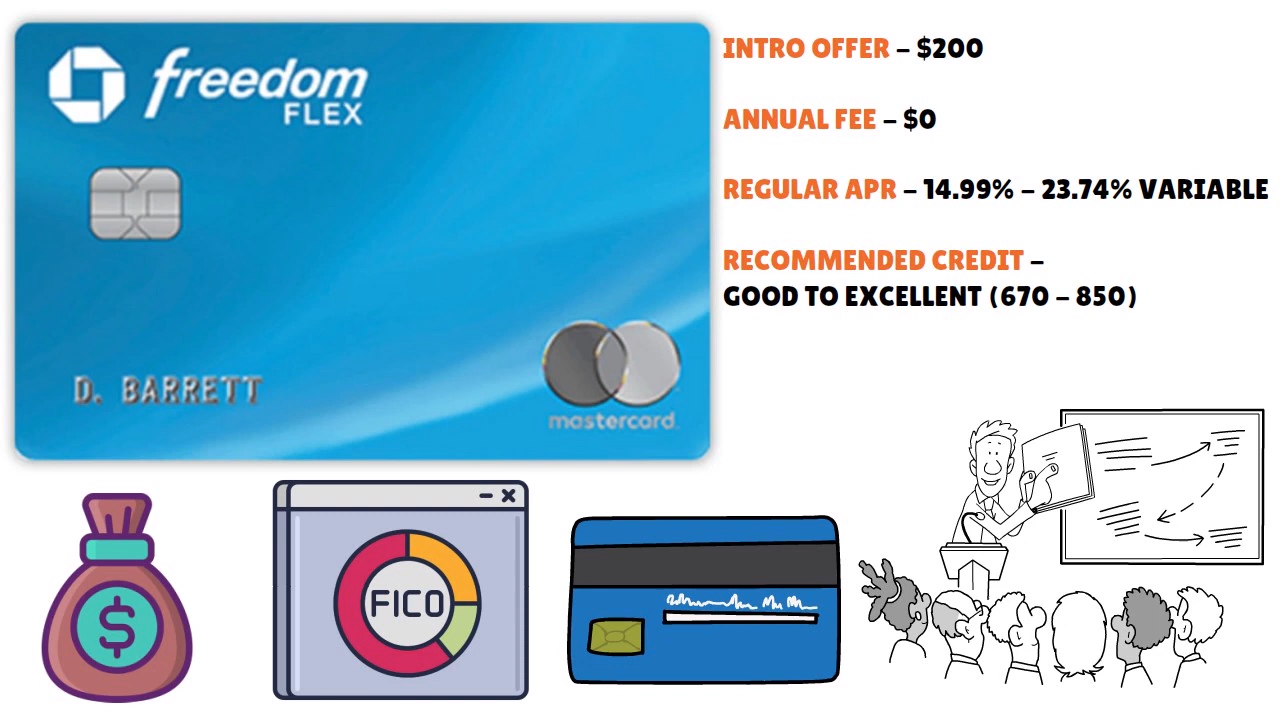 freedom
FLEX
D. BARRETT
mastercard.
INTRO OFFER – $200
ANNUAL FEE – $0
REGULAR APR – 14.99% – 23.74% VARIABLE
RECOMMENDED CREDIT –
GOOD TO EXCELLENT (670 – 850)
$
FICO